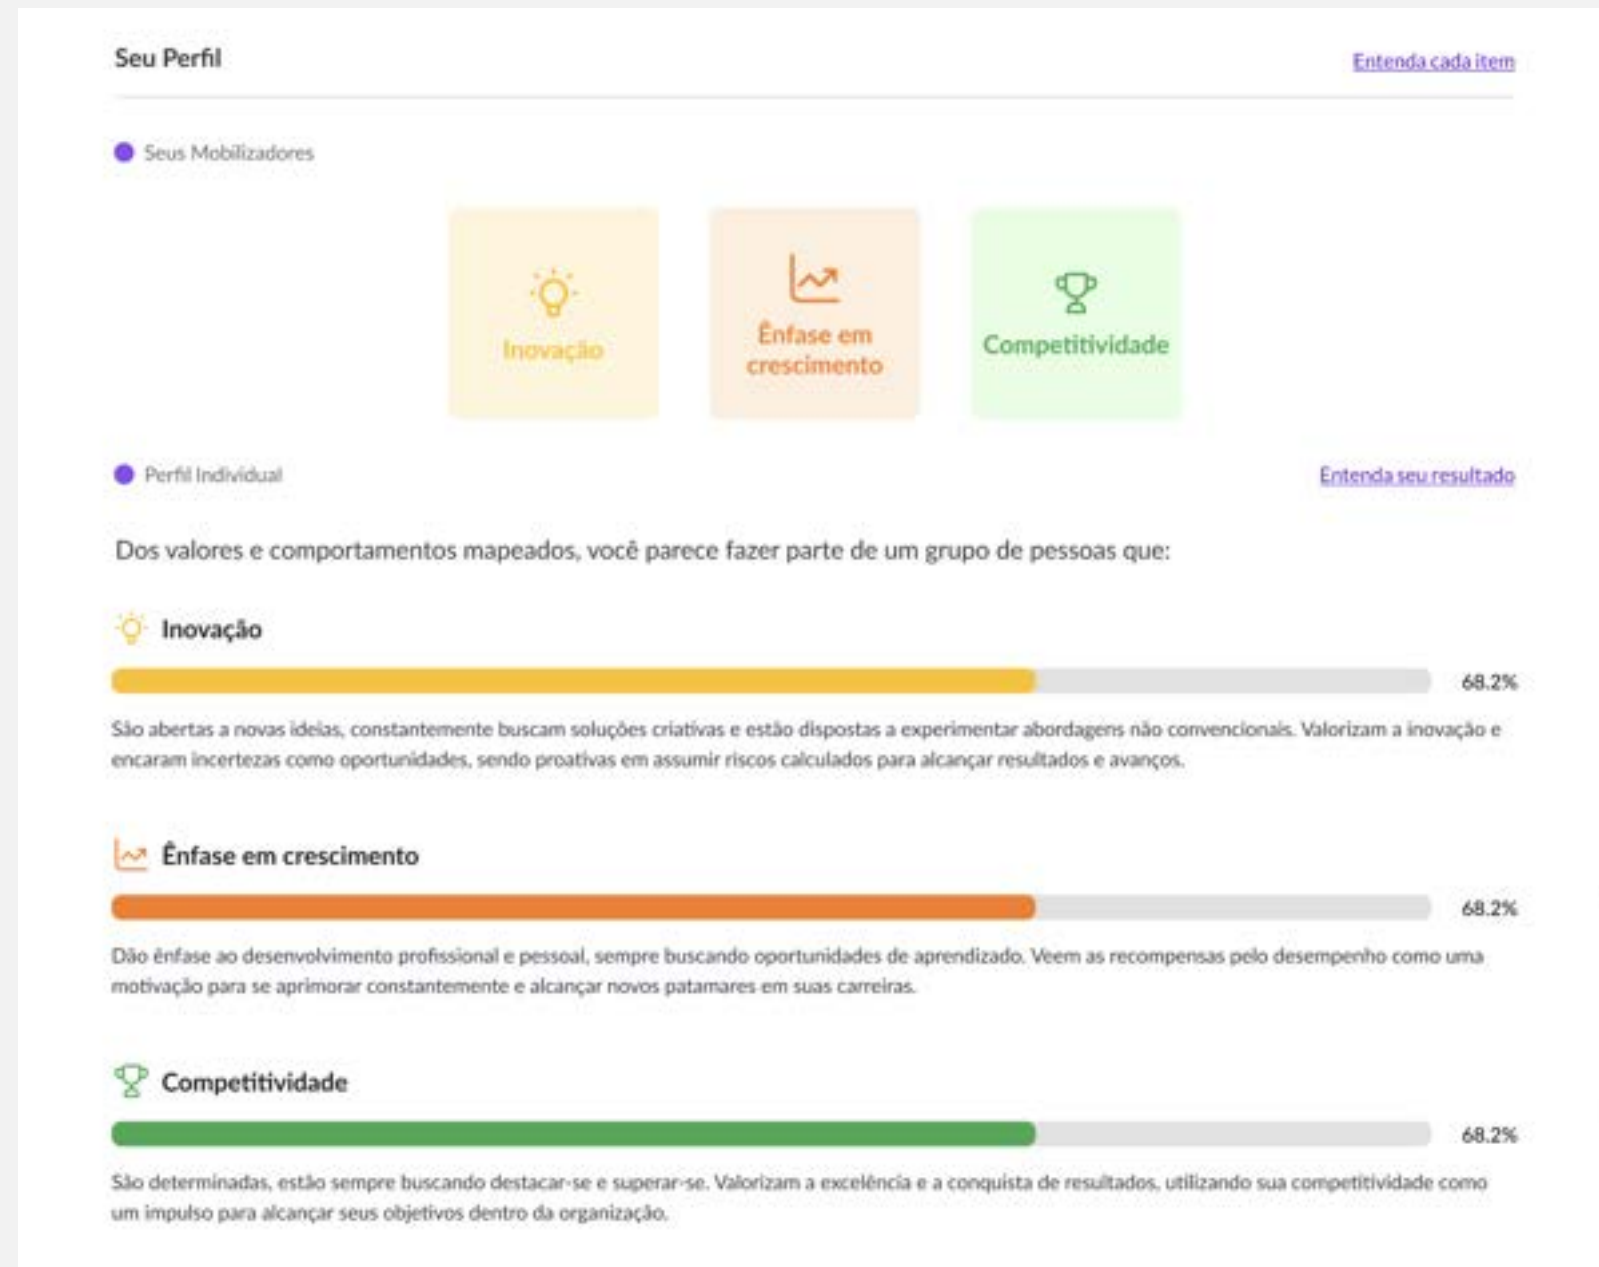 Seu Perfil
Entenda cada item
Seus Mobilizadores
Inovação
Ênfase em
crescimento
Competitividade
Perfil Individual
Entenda seu resultado
Dos valores e comportamentos mapeados, você parece fazer parte de um grupo de pessoas que:
Inovação
68.2%
São abertas a novas ideias, constantemente buscam soluções criativas e estão dispostas a experimentar abordagens não convencionais. Valorizam a inovação e
encaram incertezas como oportunidades, sendo proativas em assumir riscos calculados para alcançar resultados e avanços.
Ênfase em crescimento
68.2%
Dão ênfase ao desenvolvimento profissional e pessoal, sempre buscando oportunidades de aprendizado. Veem as recompensas pelo desempenho como uma
motivação para se aprimorar constantemente e alcançar novos patamares em suas carreiras.
Competitividade
68.2%
São determinadas, estão sempre buscando destacar-se e superar-se. Valorizam a excelência e a conquista de resultados, utilizando sua competitividade como
um impulso para alcançar seus objetivos dentro da organização.